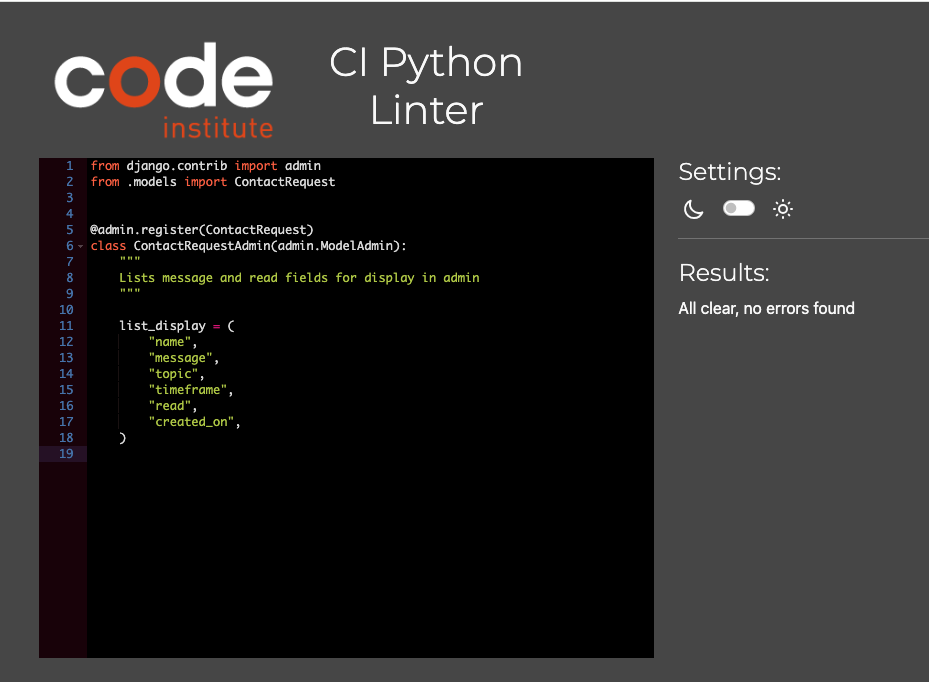 code
institute
CI Python
Linter
1 from django.contrib import admin
2 from .models import ContactRequest
3
4
5 @admin.register(ContactRequest)
6 class ContactRequestAdmin(admin.ModelAdmin):
7     """
8     Lists message and read fields for display in admin
9     """
10
11     list_display = (
12         "name",
13         "message",
14         "topic",
15         "timeframe",
16         "read",
17         "created_on",
18     )
19
Settings:
Results:
All clear, no errors found